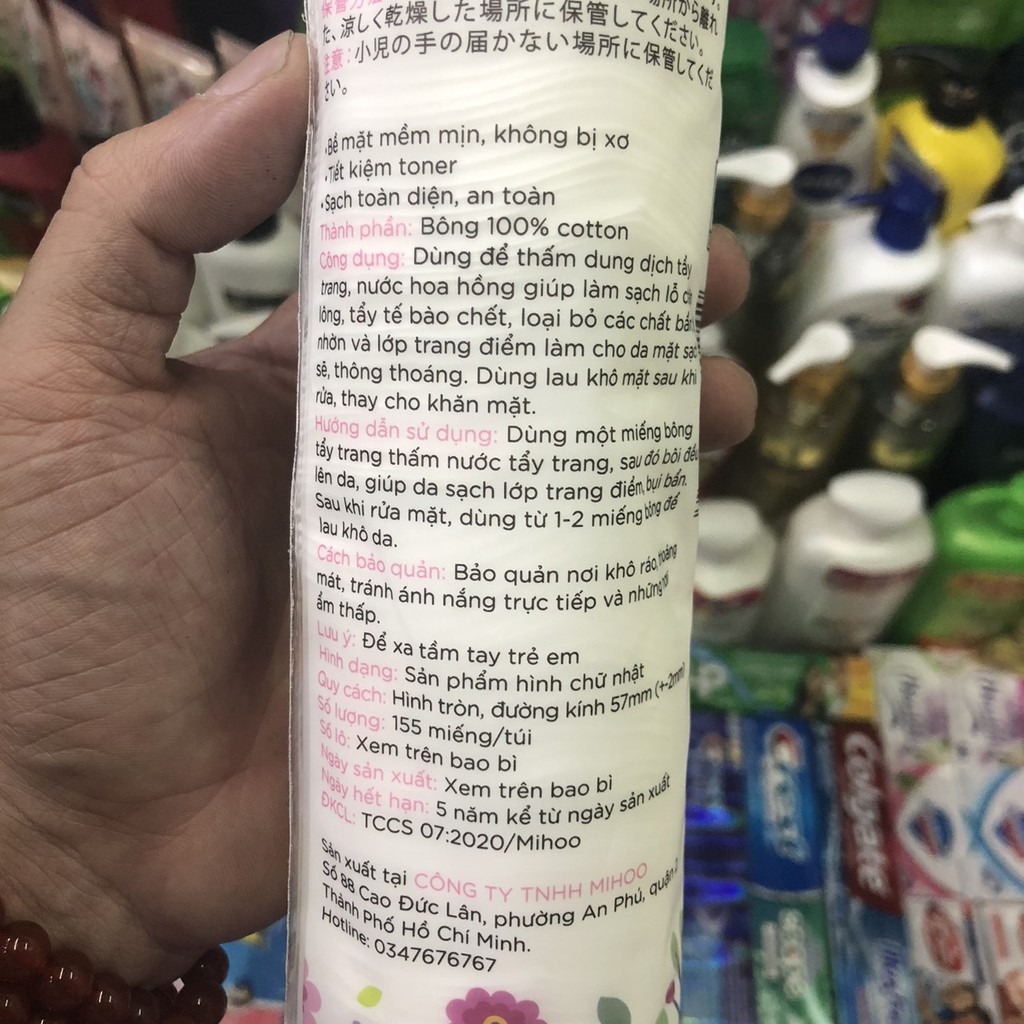 保管方法
た、涼しく乾燥した場所に保管してください。
注意：小児の手の届かない場所に保管してくだ
さい。
•Bề mặt mềm mịn, không bị xơ
•Tiết kiệm toner
•Sạch toàn diện, an toàn
Thành phần: Bông 100% cotton
Công dụng: Dùng để thấm dung dịch tẩy
trang, nước hoa hồng giúp làm sạch lỗ
lông, tẩy tế bào chết, loại bỏ các chất bẩn
nhờn và lớp trang điểm làm cho da mặt sạch
sẽ, thông thoáng. Dùng lau khô mặt sau khi
rửa, thay cho khăn mặt.
Hướng dẫn sử dụng: Dùng một miếng bông
tẩy trang thấm nước tẩy trang, sau đó bôi đều
lên da, giúp da sạch lớp trang điểm, bụi bẩn.
Sau khi rửa mặt, dùng từ 1-2 miếng bông để
lau khô da.
Cách bảo quản: Bảo quản nơi khô ráo, thoáng
mát, tránh ánh nắng trực tiếp và những nơi
ẩm thấp.
Lưu ý: Để xa tầm tay trẻ em
Hình dạng: Sản phẩm hình chữ nhật
Quy cách: Hình tròn, đường kính 57mm (+-2mm)
Số lượng: 155 miếng/túi
Số lô: Xem trên bao bì
Ngày sản xuất: Xem trên bao bì
Ngày hết hạn: 5 năm kể từ ngày sản xuất
ĐKCL: TCCS 07:2020/Mihoo
Sản xuất tại CÔNG TY TNHH MIHOO
Số 88 Cao Đức Lân, phường An Phú, quận 2
Thành Phố Hồ Chí Minh.
Hotline: 0347676767
Crest
Colgate